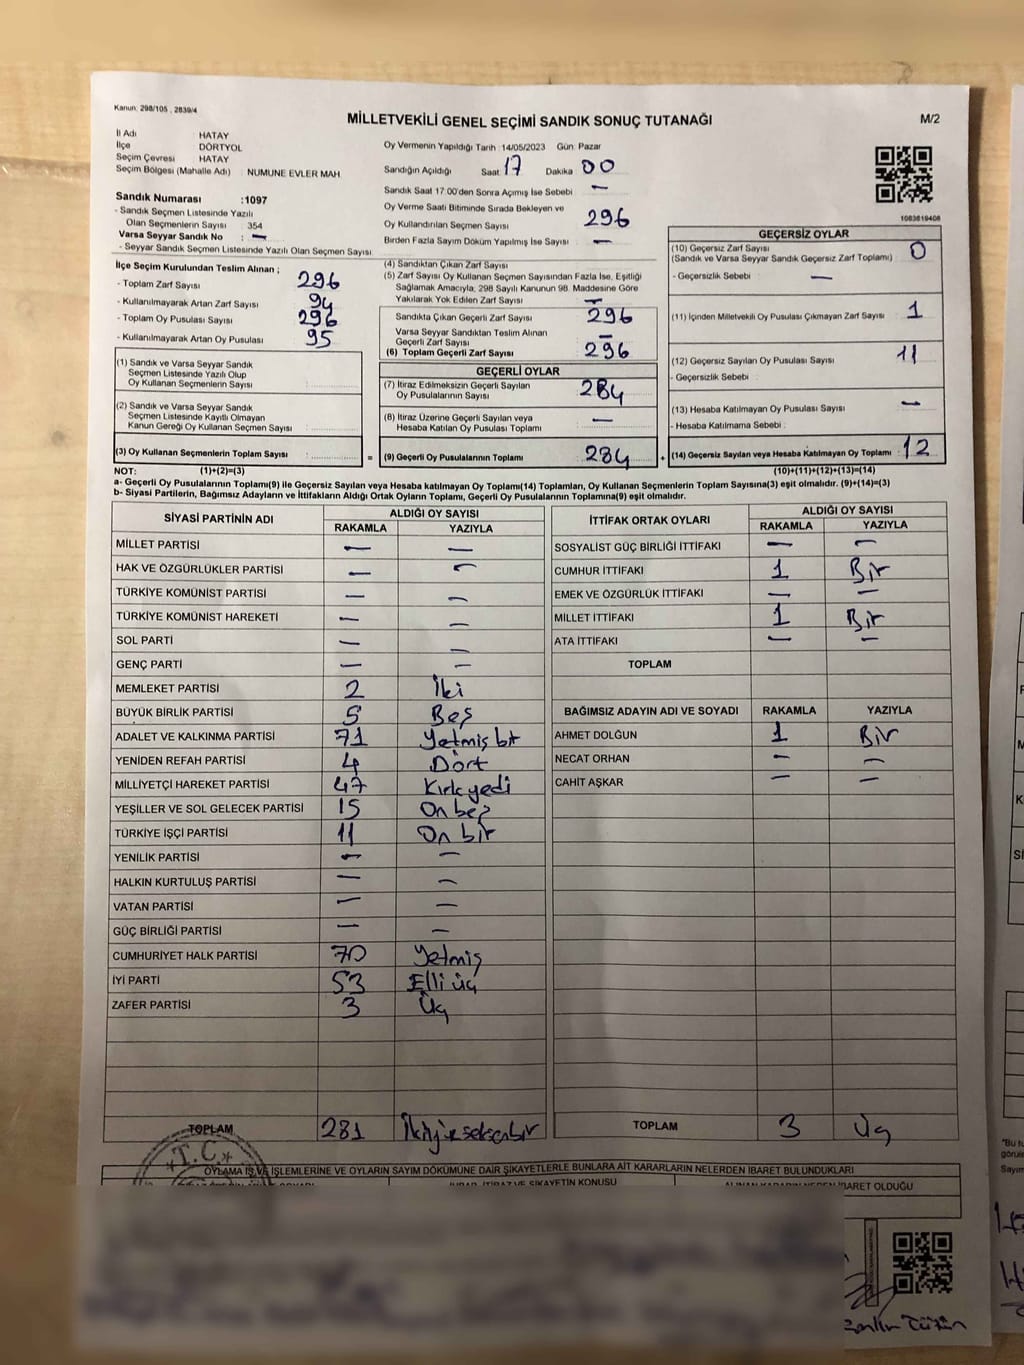 Kanun: 298/105 , 2839/4
MİLLETVEKİLİ GENEL SEÇİMİ SANDIK SONUÇ TUTANAĞI
M/2
İl Adı HATAY
İlçe DÖRTYOL
Seçim Çevresi HATAY
Seçim Bölgesi (Mahalle Adı) NUMUNE EVLER MAH.
Sandık Numarası :1097
- Sandık Seçmen Listesinde Yazılı
Olan Seçmenlerin Sayısı : 354
Varsa Seyyar Sandık No : —
- Seyyar Sandık Seçmen Listesinde Yazılı Olan Seçmen Sayısı:
İlçe Seçim Kurulundan Teslim Alınan ;
- Toplam Zarf Sayısı 296
- Kullanılmayarak Artan Zarf Sayısı 94
- Toplam Oy Pusulası Sayısı 296
- Kullanılmayarak Artan Oy Pusulası 95
(1) Sandık ve Varsa Seyyar Sandık
Seçmen Listesinde Yazılı Olup
Oy Kullanan Seçmenlerin Sayısı
(2) Sandık ve Varsa Seyyar Sandık
Seçmen Listesinde Kayıtlı Olmayan
Kanun Gereği Oy Kullanan Seçmen Sayısı
(3) Oy Kullanan Seçmenlerin Toplam Sayısı :
Oy Vermenin Yapıldığı Tarih :14/05/2023 Gün: Pazar
Sandığın Açıldığı Saat 17 Dakika 00
Sandık Saat 17:00'den Sonra Açımış İse Sebebi —
Oy Verme Saati Bitiminde Sırada Bekleyen ve
Oy Kullandırılan Seçmen Sayısı : 296
Birden Fazla Sayım Döküm Yapılmış İse Sayısı : —
(4) Sandıktan Çıkan Zarf Sayısı
(5) Zarf Sayısı Oy Kullanan Seçmen Sayısından Fazla İse, Eşitliği
Sağlamak Amacıyla; 298 Sayılı Kanunun 98. Maddesine Göre
Yakılarak Yok Edilen Zarf Sayısı : —
Sandıkta Çıkan Geçerli Zarf Sayısı 296
Varsa Seyyar Sandıktan Teslim Alınan
Geçerli Zarf Sayısı —
(6) Toplam Geçerli Zarf Sayısı 296
GEÇERLİ OYLAR
(7) İtiraz Edilmeksizin Geçerli Sayılan
Oy Pusulalarının Sayısı 284
(8) İtiraz Üzerine Geçerli Sayılan veya
Hesaba Katılan Oy Pusulası Toplamı —
= (9) Geçerli Oy Pusulalarının Toplamı 284
1083619408
GEÇERSİZ OYLAR
(10) Geçersiz Zarf Sayısı 0
(Sandık ve Varsa Seyyar Sandık Geçersiz Zarf Toplamı)
- Geçersizlik Sebebi : —
(11) İçinden Milletvekili Oy Pusulası Çıkmayan Zarf Sayısı : 1
(12) Geçersiz Sayılan Oy Pusulası Sayısı 11
- Geçersizlik Sebebi
(13) Hesaba Katılmayan Oy Pusulası Sayısı —
- Hesaba Katılmama Sebebi
+ (14) Geçersiz Sayılan veya Hesaba Katılmayan Oy Toplamı : 12
NOT: (1)+(2)=(3)
(10)+(11)+(12)+(13)=(14)
a- Geçerli Oy Pusulalarının Toplamı(9) ile Geçersiz Sayılan veya Hesaba katılmayan Oy Toplamı(14) Toplamları, Oy Kullanan Seçmenlerin Toplam Sayısına(3) eşit olmalıdır. (9)+(14)=(3)
b- Siyasi Partilerin, Bağımsız Adayların ve İttifakların Aldığı Ortak Oyların Toplamı, Geçerli Oy Pusulalarının Toplamına(9) eşit olmalıdır.
SİYASİ PARTİNİN ADI ALDIĞI OY SAYISI
RAKAMLA YAZIYLA
MİLLET PARTİSİ — —
HAK VE ÖZGÜRLÜKLER PARTİSİ — —
TÜRKİYE KOMÜNİST PARTİSİ — —
TÜRKİYE KOMÜNİST HAREKETİ — —
SOL PARTİ — —
GENÇ PARTİ — —
MEMLEKET PARTİSİ 2 İki
BÜYÜK BİRLİK PARTİSİ 5 Beş
ADALET VE KALKINMA PARTİSİ 71 Yetmiş bir
YENİDEN REFAH PARTİSİ 4 Dört
MİLLİYETÇİ HAREKET PARTİSİ 47 Kırk yedi
YEŞİLLER VE SOL GELECEK PARTİSİ 15 On beş
TÜRKİYE İŞÇİ PARTİSİ 11 On bir
YENİLİK PARTİSİ — —
HALKIN KURTULUŞ PARTİSİ — —
VATAN PARTİSİ — —
GÜÇ BİRLİĞİ PARTİSİ — —
CUMHURİYET HALK PARTİSİ 70 Yetmiş
İYİ PARTİ 53 Elli üç
ZAFER PARTİSİ 3 Üç
TOPLAM 281 İkiyüzseksenbir
İTTİFAK ORTAK OYLARI ALDIĞI OY SAYISI
RAKAMLA YAZIYLA
SOSYALİST GÜÇ BİRLİĞİ İTTİFAKI — —
CUMHUR İTTİFAKI 1 Bir
EMEK VE ÖZGÜRLÜK İTTİFAKI — —
MİLLET İTTİFAKI 1 Bir
ATA İTTİFAKI — —
TOPLAM
BAĞIMSIZ ADAYIN ADI VE SOYADI RAKAMLA YAZIYLA
AHMET DOLĞUN 1 Bir
NECAT ORHAN — —
CAHİT AŞKAR — —
TOPLAM 3 Üç
T.C.
OYLAMA İŞ VE İŞLEMLERİNE VE OYLARIN SAYIM DÖKÜMÜNE DAİR ŞİKAYETLERLE BUNLARA AİT KARARLARIN NELERDEN İBARET BULUNDUKLARI